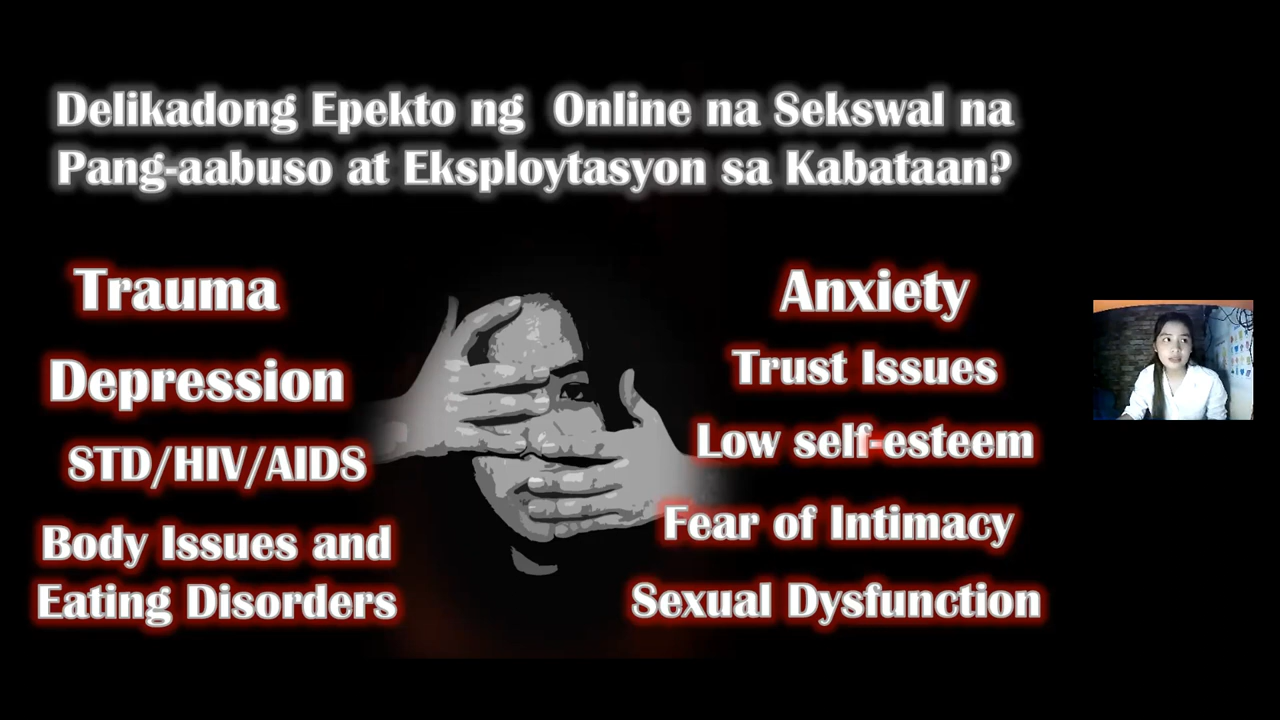 Delikadong Epekto ng Online na Sekswal na
Pang-aabuso at Eksploytasyon sa Kabataan?
Trauma
Depression
STD/HIV/AIDS
Body Issues and
Eating Disorders
Anxiety
Trust Issues
Low self-esteem
Fear of Intimacy
Sexual Dysfunction